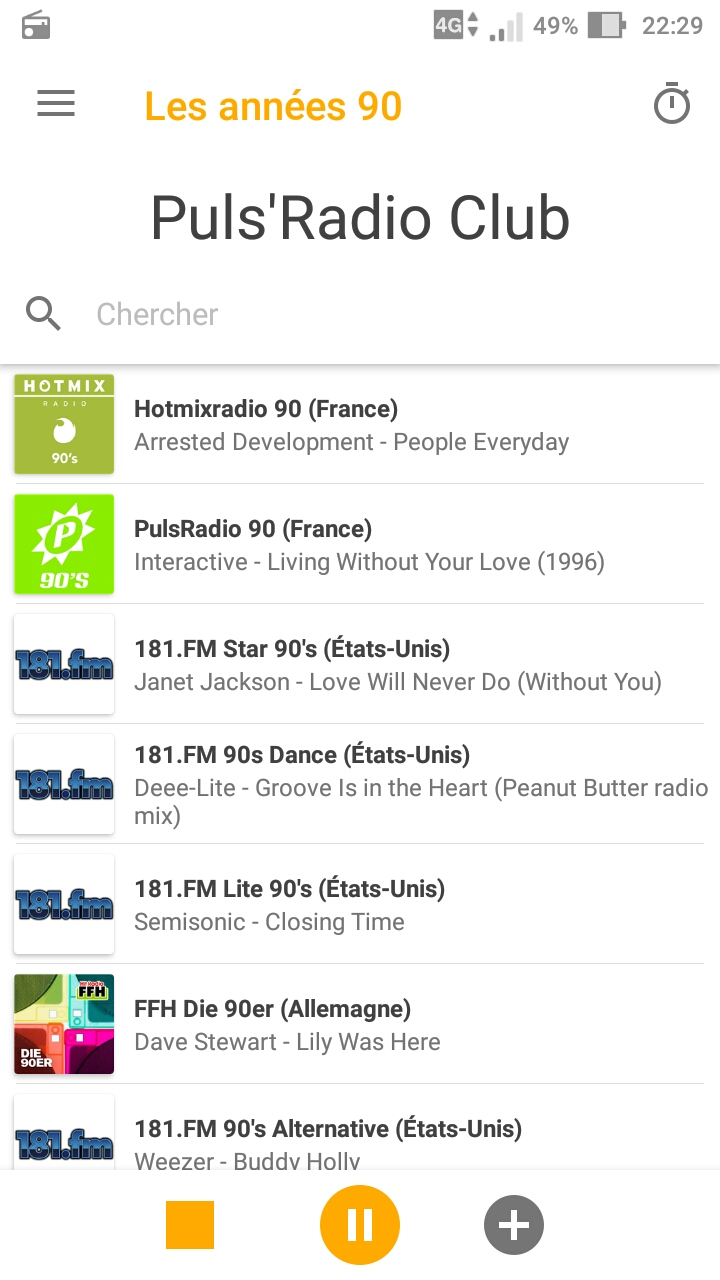 4G 49% 22:29
Les années 90
Puls'Radio Club
Chercher
HOTMIX
RADIO
90's
Hotmixradio 90 (France)
Arrested Development - People Everyday
P
90'S
PulsRadio 90 (France)
Interactive - Living Without Your Love (1996)
181.fm
181.FM Star 90's (États-Unis)
Janet Jackson - Love Will Never Do (Without You)
181.fm
181.FM 90s Dance (États-Unis)
Deee-Lite - Groove Is in the Heart (Peanut Butter radio
mix)
181.fm
181.FM Lite 90's (États-Unis)
Semisonic - Closing Time
FFH
DIE
90ER
FFH Die 90er (Allemagne)
Dave Stewart - Lily Was Here
181.fm
181.FM 90's Alternative (États-Unis)
Weezer - Buddy Holly